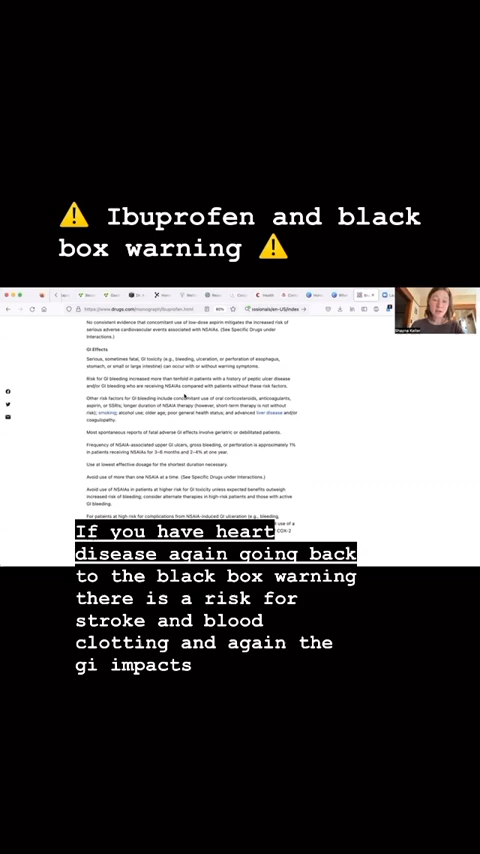 ⚠️ Ibuprofen and black
box warning ⚠️
https://www.drugs.com/monograph/ibuprofen.html
80%
Shayna Keller
No consistent evidence that concomitant use of low-dose aspirin mitigates the increased risk of
serious adverse cardiovascular events associated with NSAIAs. (See Specific Drugs under
Interactions.)
GI Effects
Serious, sometimes fatal, GI toxicity (e.g., bleeding, ulceration, or perforation of esophagus,
stomach, or small or large intestine) can occur with or without warning symptoms.
Risk for GI bleeding increased more than tenfold in patients with a history of peptic ulcer disease
and/or GI bleeding who are receiving NSAIAs compared with patients without these risk factors.
Other risk factors for GI bleeding include concomitant use of oral corticosteroids, anticoagulants,
aspirin, or SSRIs; longer duration of NSAIA therapy (however, short-term therapy is not without
risk); smoking; alcohol use; older age; poor general health status; and advanced liver disease and/or
coagulopathy.
Most spontaneous reports of fatal adverse GI effects involve geriatric or debilitated patients.
Frequency of NSAIA-associated upper GI ulcers, gross bleeding, or perforation is approximately 1%
in patients receiving NSAIAs for 3–6 months and 2–4% at one year.
Use at lowest effective dosage for the shortest duration necessary.
Avoid use of more than one NSAIA at a time. (See Specific Drugs under Interactions.)
Avoid use of NSAIAs in patients at higher risk for GI toxicity unless expected benefits outweigh
increased risk of bleeding; consider alternate therapies in high-risk patients and those with active
GI bleeding.
For patients at high risk for complications from NSAIA-induced GI ulceration (e.g., bleeding,
use of a
COX-2
If you have heart
disease again going back
to the black box warning
there is a risk for
stroke and blood
clotting and again the
gi impacts